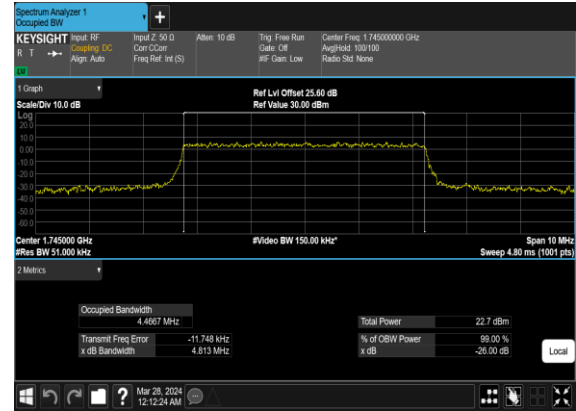 Spectrum Analyzer 1
Occupied BW
+
KEYSIGHT Input: RF Input Z: 50 Ω Atten: 10 dB Trig: Free Run Center Freq: 1.745000000 GHz
R T Coupling: DC Corr CCorr Gate: Off Avg|Hold: 100/100
Align: Auto Freq Ref: Int (S) #IF Gain: Low Radio Std: None
LU
1 Graph
Ref Lvl Offset 25.60 dB
Scale/Div 10.0 dB Ref Value 30.00 dBm
Log
20.0
10.0
0.00
-10.0
-20.0
-30.0
-40.0
-50.0
-60.0
Center 1.745000 GHz #Video BW 150.00 kHz* Span 10 MHz
#Res BW 51.000 kHz Sweep 4.80 ms (1001 pts)
2 Metrics
Occupied Bandwidth
4.4667 MHz Total Power 22.7 dBm
Transmit Freq Error -11.748 kHz % of OBW Power 99.00 %
x dB Bandwidth 4.813 MHz x dB -26.00 dB
Local
? Mar 28, 2024
12:12:24 AM